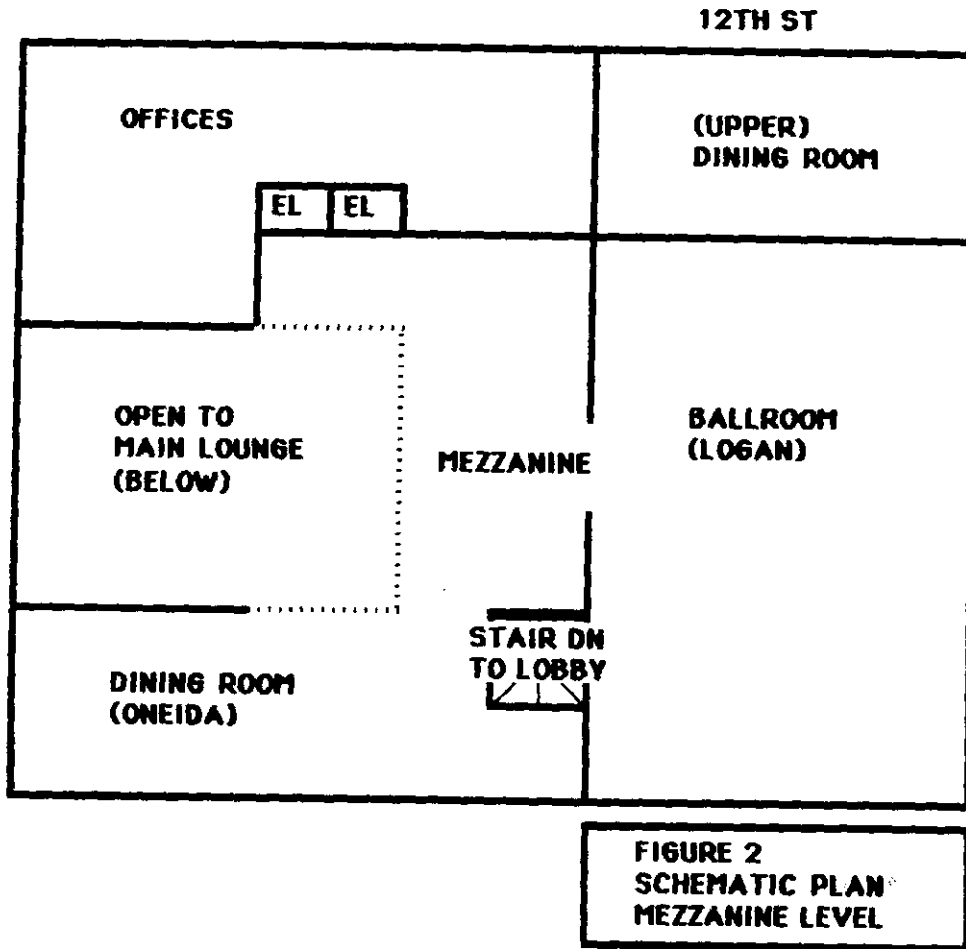 12TH ST
OFFICES
(UPPER)
DINING ROOM
EL EL
OPEN TO
MAIN LOUNGE
(BELOW)
MEZZANINE
BALLROOM
(LOGAN)
STAIR DN
TO LOBBY
DINING ROOM
(ONEIDA)
FIGURE 2
SCHEMATIC PLAN
MEZZANINE LEVEL